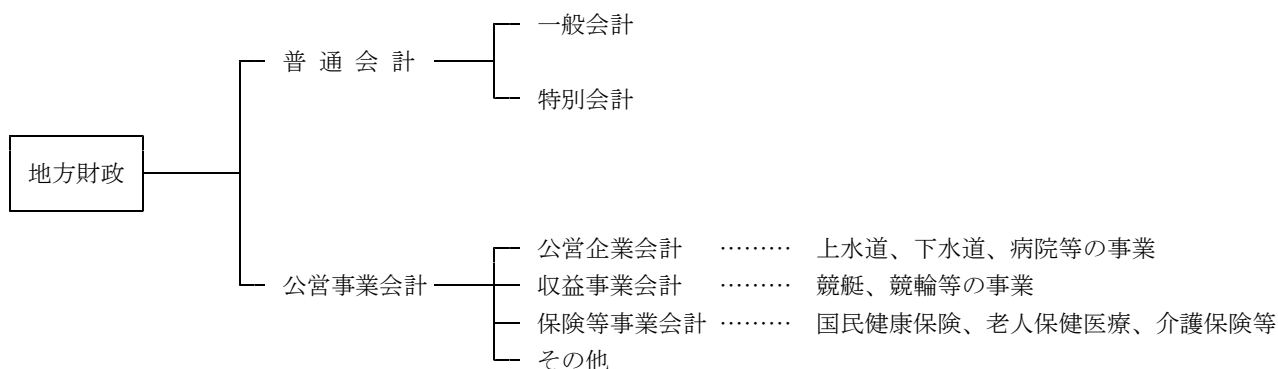 一般会計
普 通 会 計
特別会計
地方財政
公営企業会計 ……… 上水道、下水道、病院等の事業
公営事業会計
収益事業会計 ……… 競艇、競輪等の事業
保険等事業会計 ……… 国民健康保険、老人保健医療、介護保険等
その他